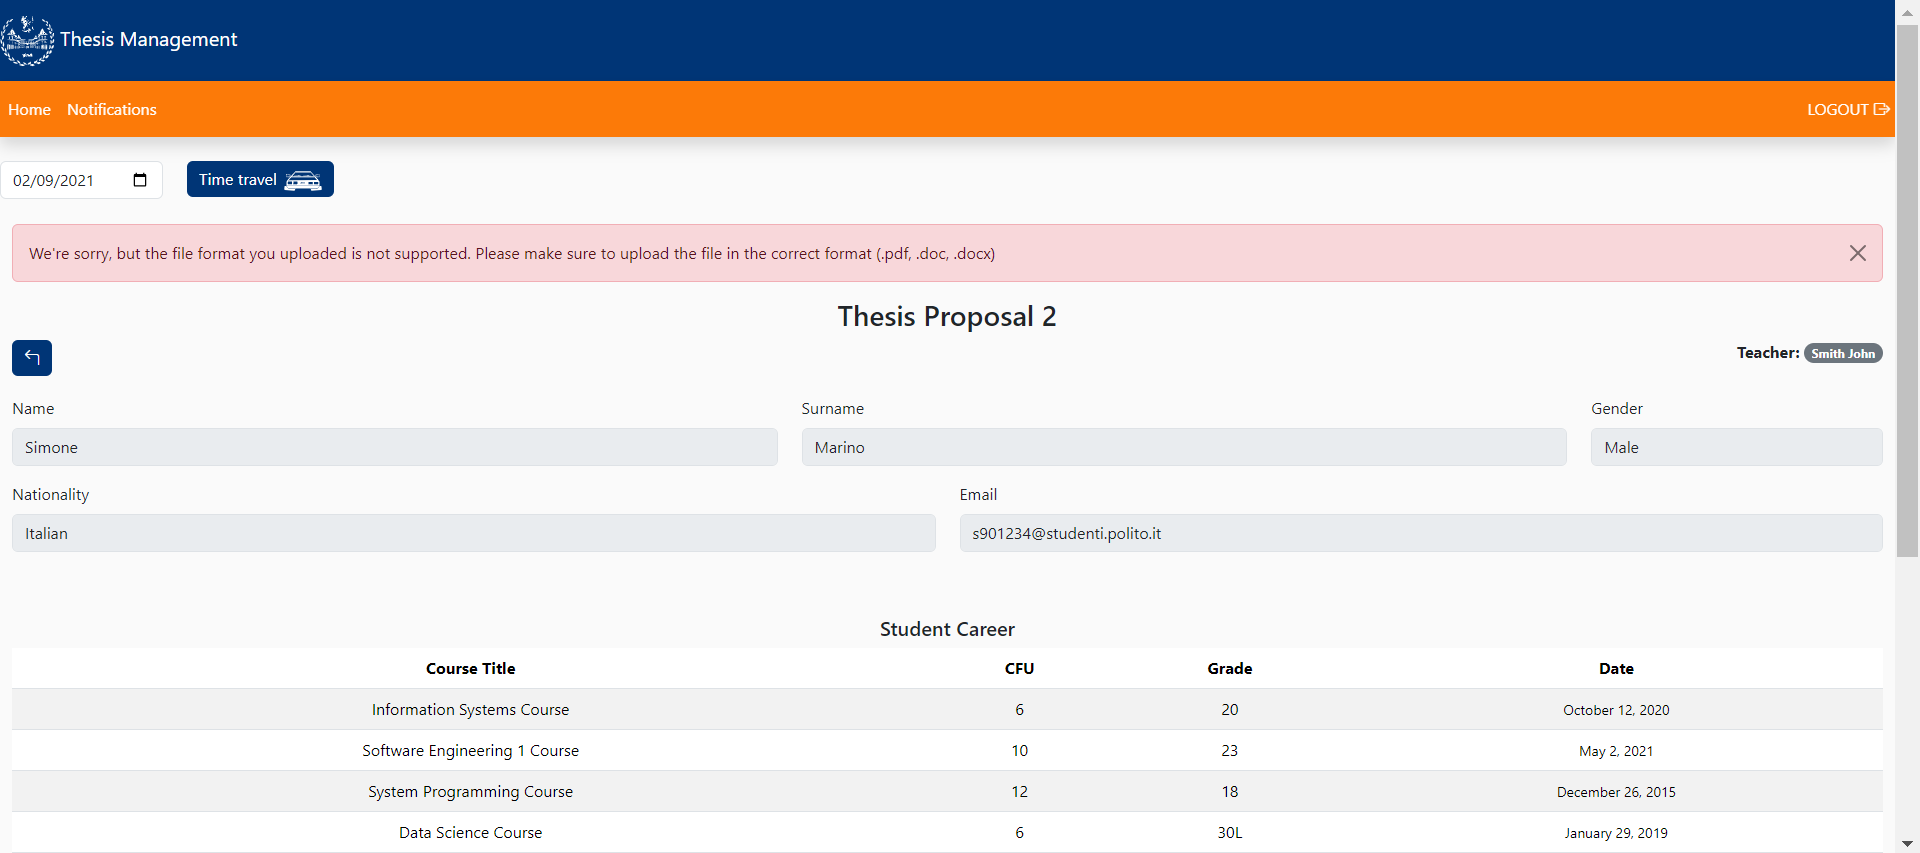 Thesis Management
Home Notifications LOGOUT
02/09/2021 Time travel
We're sorry, but the file format you uploaded is not supported. Please make sure to upload the file in the correct format (.pdf, .doc, .docx)
Thesis Proposal 2
Teacher: Smith John
Name Surname Gender
Simone Marino Male
Nationality Email
Italian s901234@studenti.polito.it
Student Career
Course Title CFU Grade Date
Information Systems Course 6 20 October 12, 2020
Software Engineering 1 Course 10 23 May 2, 2021
System Programming Course 12 18 December 26, 2015
Data Science Course 6 30L January 29, 2019